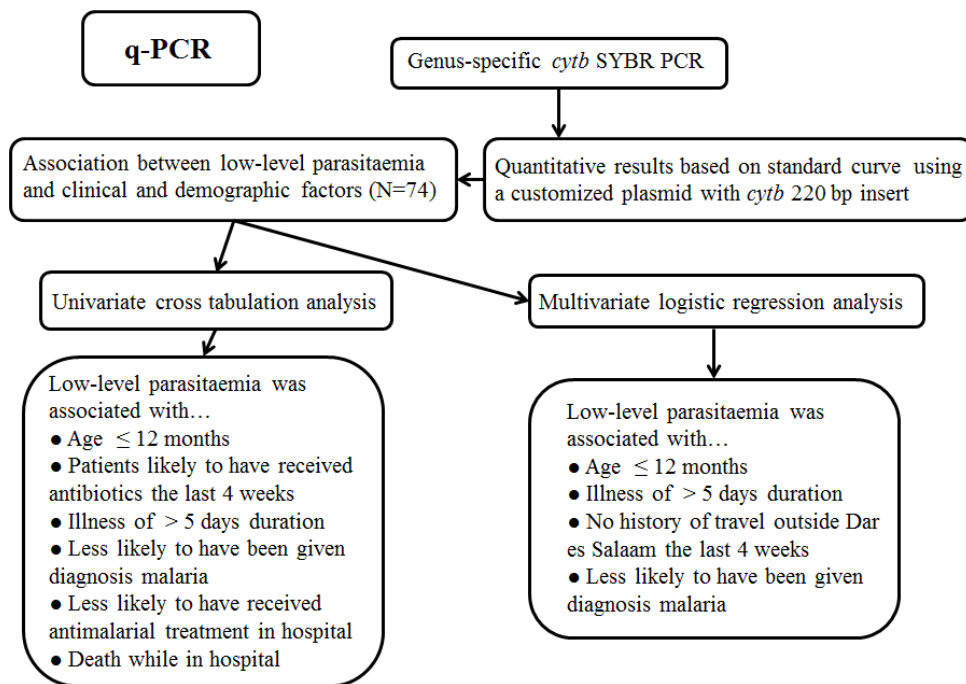 q-PCR
Genus-specific cytb SYBR PCR
Association between low-level parasitaemia
and clinical and demographic factors (N=74)
Quantitative results based on standard curve using
a customized plasmid with cytb 220 bp insert
Univariate cross tabulation analysis
Multivariate logistic regression analysis
Low-level parasitaemia was
associated with…
● Age ≤ 12 months
● Patients likely to have received
antibiotics the last 4 weeks
● Illness of > 5 days duration
● Less likely to have been given
diagnosis malaria
● Less likely to have received
antimalarial treatment in hospital
● Death while in hospital
Low-level parasitaemia was
associated with…
● Age ≤ 12 months
● Illness of > 5 days duration
● No history of travel outside Dar
es Salaam the last 4 weeks
● Less likely to have been given
diagnosis malaria